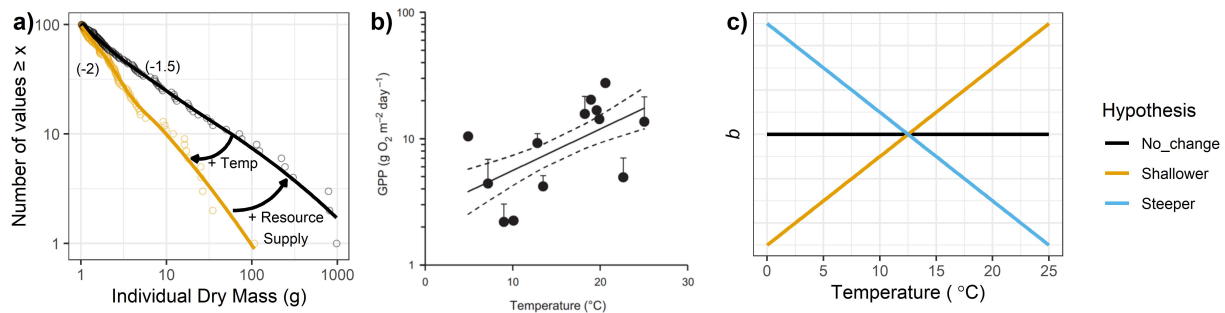 a)
Number of values ≥ x
100
10
1
(-2)
(-1.5)
+ Temp
+ Resource
Supply
1
10
100
1000
Individual Dry Mass (g)
b)
GPP (g O₂ m⁻² day⁻¹)
100
10
1
0
10
20
30
Temperature (°C)
c)
b
0
5
10
15
20
25
Temperature ( °C)
Hypothesis
No_change
Shallower
Steeper